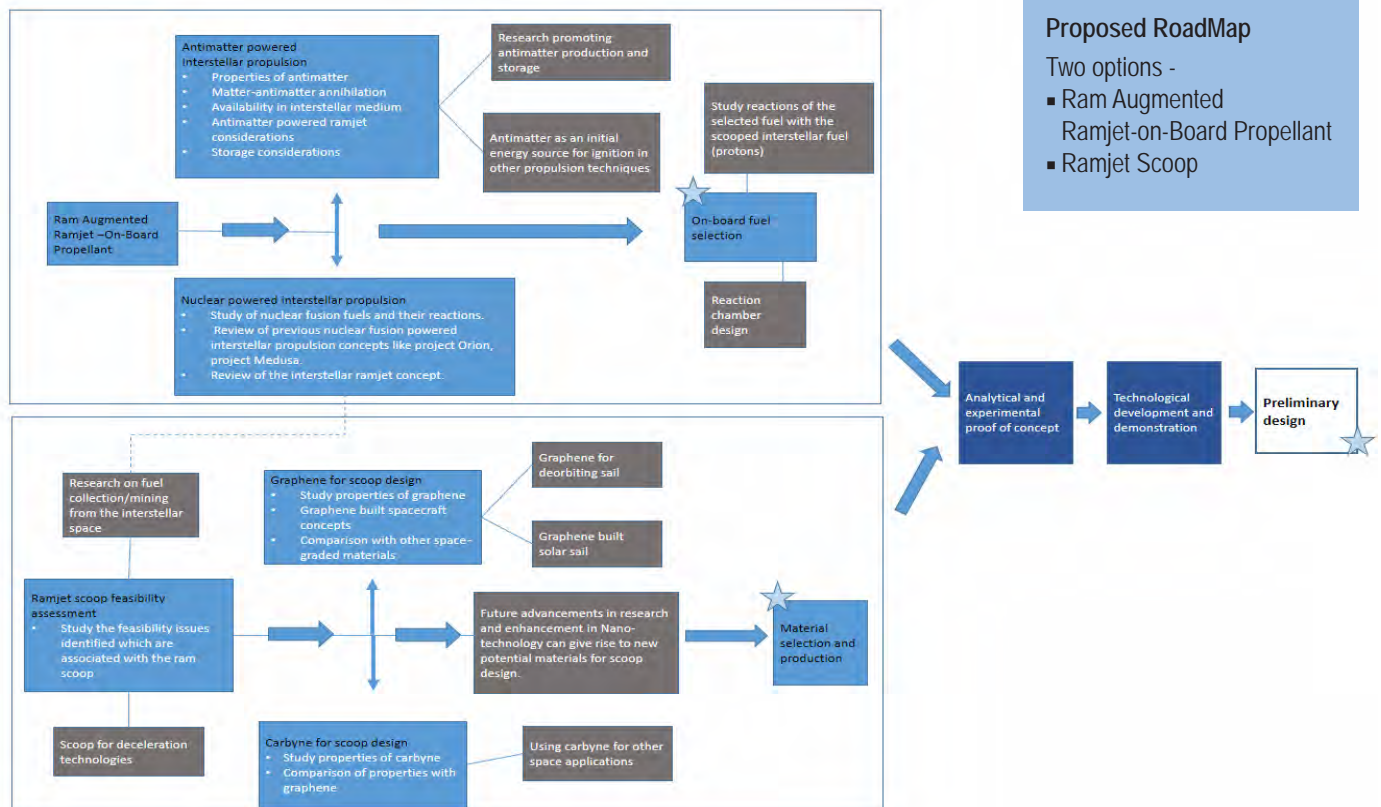 Proposed RoadMap
Two options -
▪ Ram Augmented
Ramjet-on-Board Propellant
▪ Ramjet Scoop
Antimatter powered
interstellar propulsion
• Properties of antimatter
• Matter-antimatter annihilation
• Availability in interstellar medium
• Antimatter powered ramjet
considerations
• Storage considerations
Research promoting
antimatter production and
storage
Antimatter as an initial
energy source for ignition in
other propulsion techniques
Study reactions of the
selected fuel with the
scooped interstellar fuel
(protons)
Ram Augmented
Ramjet –On-Board
Propellant
On-board fuel
selection
Nuclear powered interstellar propulsion
• Study of nuclear fusion fuels and their reactions.
• Review of previous nuclear fusion powered
interstellar propulsion concepts like project Orion,
project Medusa.
• Review of the interstellar ramjet concept.
Reaction
chamber
design
Analytical and
experimental
proof of concept
Technological
development and
demonstration
Preliminary
design
Research on fuel
collection/mining
from the interstellar
space
Graphene for scoop design
• Study properties of graphene
• Graphene built spacecraft
concepts
• Comparison with other space-
graded materials
Graphene for
deorbiting sail
Graphene built
solar sail
Ramjet scoop feasibility
assessment
• Study the feasibility issues
identified which are
associated with the ram
scoop
Future advancements in research
and enhancement in Nano-
technology can give rise to new
potential materials for scoop
design.
Material
selection and
production
Scoop for deceleration
technologies
Carbyne for scoop design
• Study properties of carbyne
• Comparison of properties with
graphene
Using carbyne for other
space applications